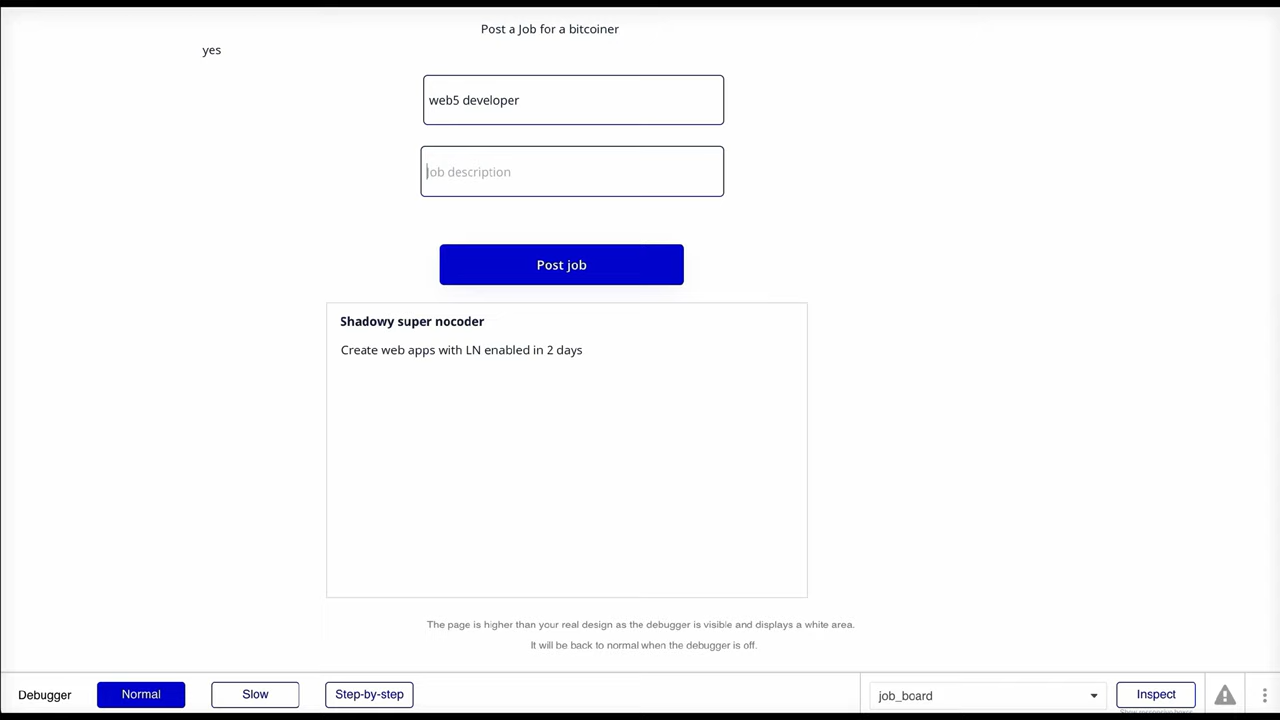 Post a Job for a bitcoiner
yes
web5 developer
Job description
Post job
Shadowy super nocoder
Create web apps with LN enabled in 2 days
The page is higher than your real design as the debugger is visible and displays a white area.
It will be back to normal when the debugger is off.
Debugger
Normal
Slow
Step-by-step
job_board
Inspect